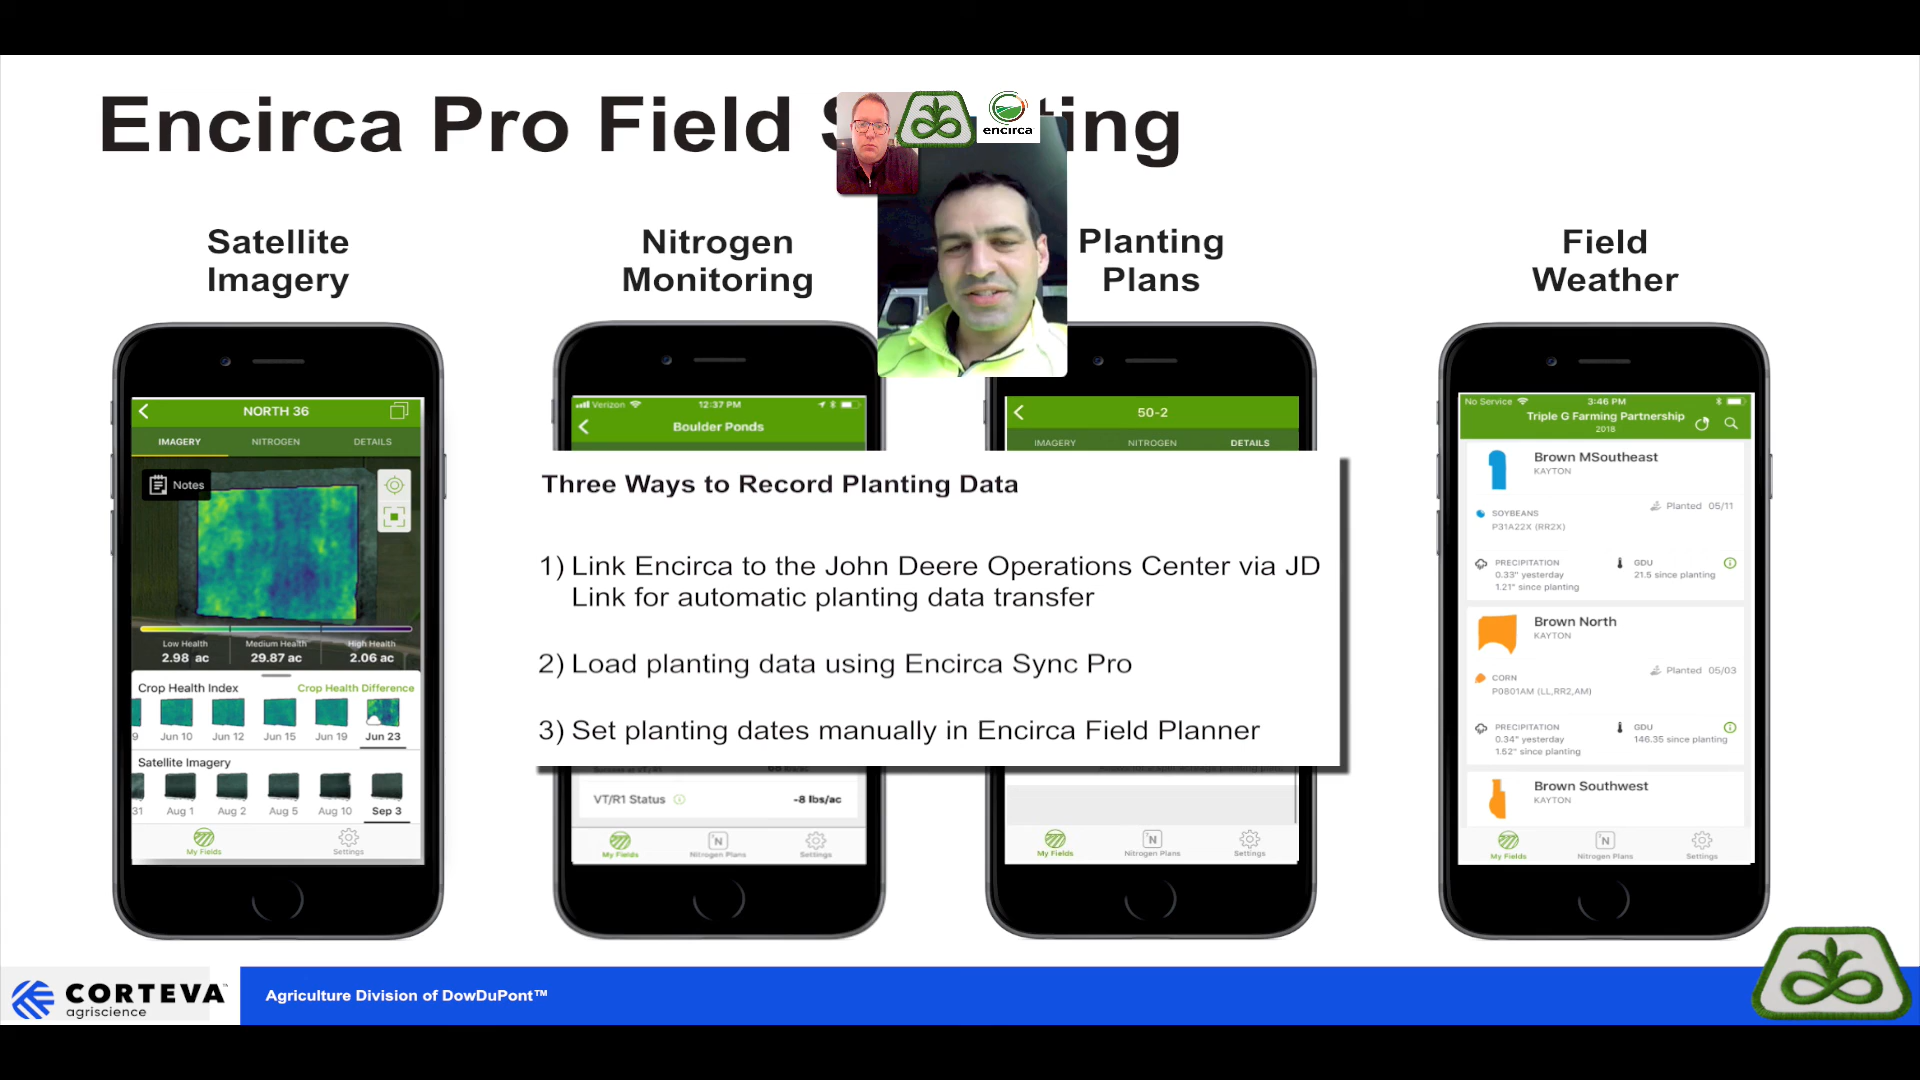 Encirca Pro Field S ting
encirca
Satellite
Imagery
Nitrogen
Monitoring
Planting
Plans
Field
Weather
NORTH 36
IMAGERY NITROGEN DETAILS
Notes
Low Health Medium Health High Health
2.98 ac 29.87 ac 2.06 ac
Crop Health Index Crop Health Difference
9 Jun 10 Jun 12 Jun 15 Jun 19 Jun 23
Satellite Imagery
31 Aug 1 Aug 2 Aug 5 Aug 10 Sep 3
My Fields Settings
Verizon 12:37 PM
Boulder Ponds
50-2
IMAGERY NITROGEN DETAILS
Three Ways to Record Planting Data
1) Link Encirca to the John Deere Operations Center via JD
Link for automatic planting data transfer
2) Load planting data using Encirca Sync Pro
3) Set planting dates manually in Encirca Field Planner
VT/R1 Status -8 lbs/ac
My Fields Nitrogen Plans Settings
My Fields Nitrogen Plans Settings
No Service 3:46 PM
Triple G Farming Partnership
2018
Brown MSoutheast
KAYTON
Planted 05/11
SOYBEANS
P31A22X (RR2X)
PRECIPITATION GDU
0.33" yesterday 21.5 since planting
1.21" since planting
Brown North
KAYTON
Planted 05/03
CORN
P0801AM (LL,RR2,AM)
PRECIPITATION GDU
0.34" yesterday 146.35 since planting
1.52" since planting
Brown Southwest
KAYTON
My Fields Nitrogen Plans Settings
CORTEVA™
agriscience
Agriculture Division of DowDuPont™